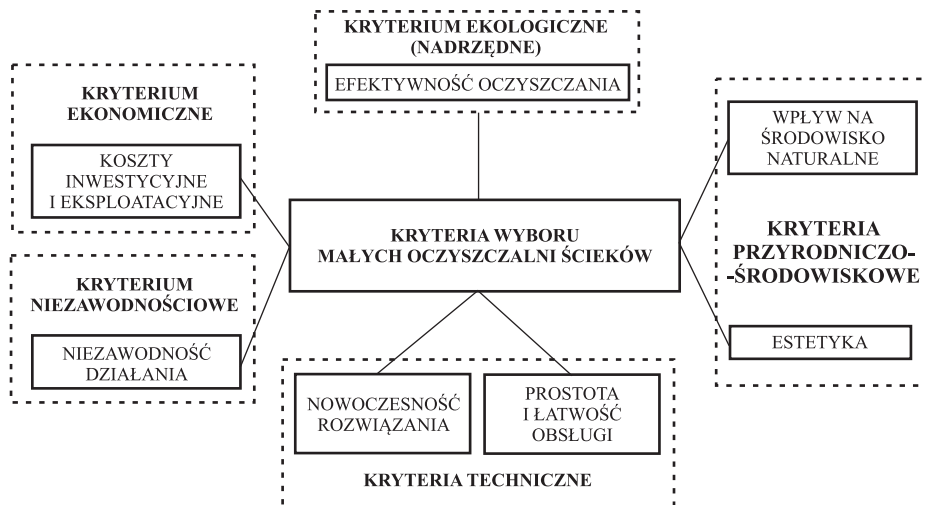 KRYTERIUM EKOLOGICZNE
(NADRZĘDNE)
EFEKTYWNOŚĆ OCZYSZCZANIA
KRYTERIUM
EKONOMICZNE
KOSZTY
INWESTYCYJNE
I EKSPLOATACYJNE
WPŁYW NA
ŚRODOWISKO
NATURALNE
KRYTERIA
PRZYRODNICZO-
-ŚRODOWISKOWE
ESTETYKA
KRYTERIA WYBORU
MAŁYCH OCZYSZCZALNI ŚCIEKÓW
KRYTERIUM
NIEZAWODNOŚCIOWE
NIEZAWODNOŚĆ
DZIAŁANIA
NOWOCZESNOŚĆ
ROZWIĄZANIA
PROSTOTA
I ŁATWOŚĆ
OBSŁUGI
KRYTERIA TECHNICZNE